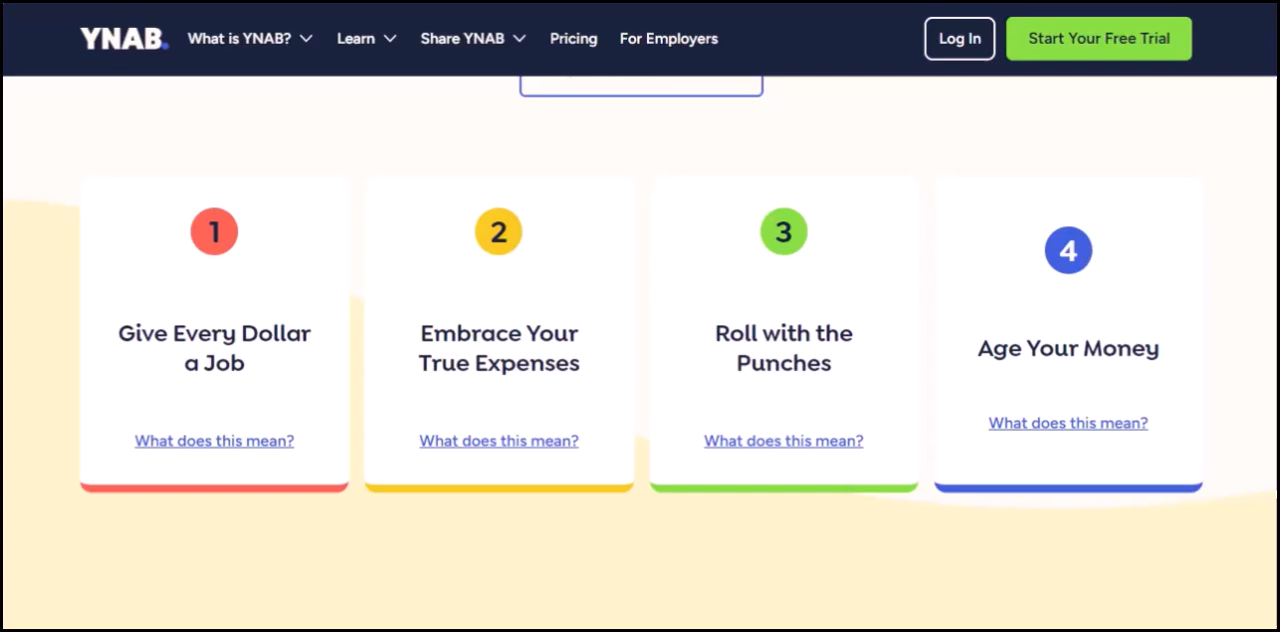 YNAB. What is YNAB? Learn Share YNAB Pricing For Employers Log In Start Your Free Trial
1
Give Every Dollar
a Job
What does this mean?
2
Embrace Your
True Expenses
What does this mean?
3
Roll with the
Punches
What does this mean?
4
Age Your Money
What does this mean?